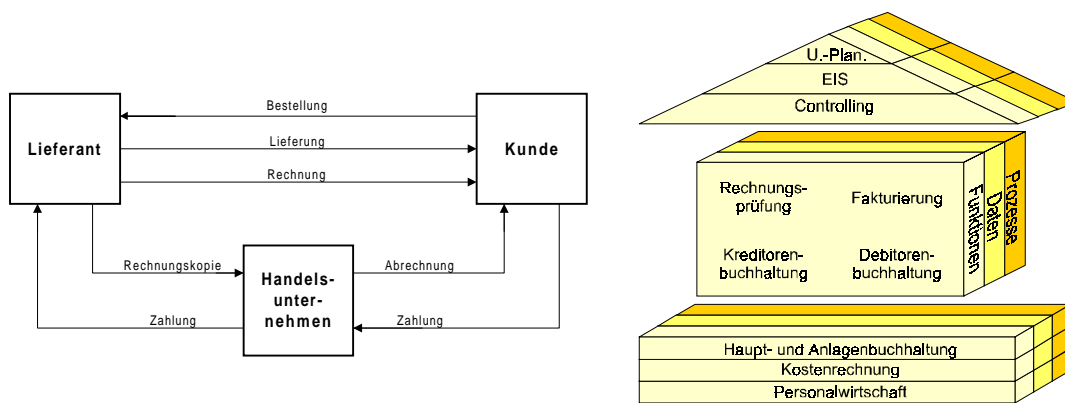 Bestellung
Lieferant
Lieferung
Kunde
Rechnung
Rechnungskopie
Handels-
unter-
nehmen
Abrechnung
Zahlung
Zahlung
U.-Plan.
EIS
Controlling
Rechnungs-
prüfung
Fakturierung
Kreditoren-
buchhaltung
Debitoren-
buchhaltung
Funktionen
Daten
Prozesse
Haupt- und Anlagenbuchhaltung
Kostenrechnung
Personalwirtschaft